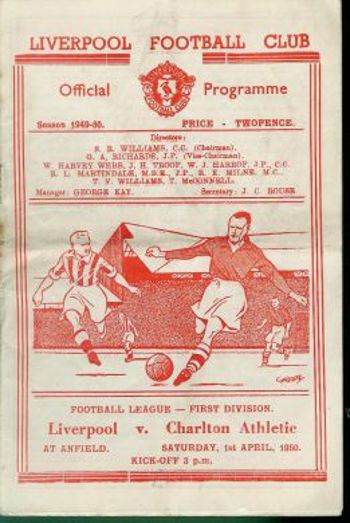 LIVERPOOL FOOTBALL CLUB
Official Programme
Season 1949-50. PRICE - TWOPENCE.
Directors:
S. R. WILLIAMS, C.C. (Chairman).
G. A. RICHARDS, J.P. (Vice-Chairman).
W. HARVEY WEBB, J. H. TROOP, W. J. HARROP, J.P., C.C.
R. L. MARTINDALE, M.B.E., J.P., R. K. MILNE, M.C.,
T. V. WILLIAMS, T. McCONNELL.
Manager: GEORGE KAY. Secretary: J. C. ROUSE
FOOTBALL LEAGUE — FIRST DIVISION.
Liverpool v. Charlton Athletic
AT ANFIELD. SATURDAY, 1st APRIL, 1950.
KICK-OFF 3 p.m.